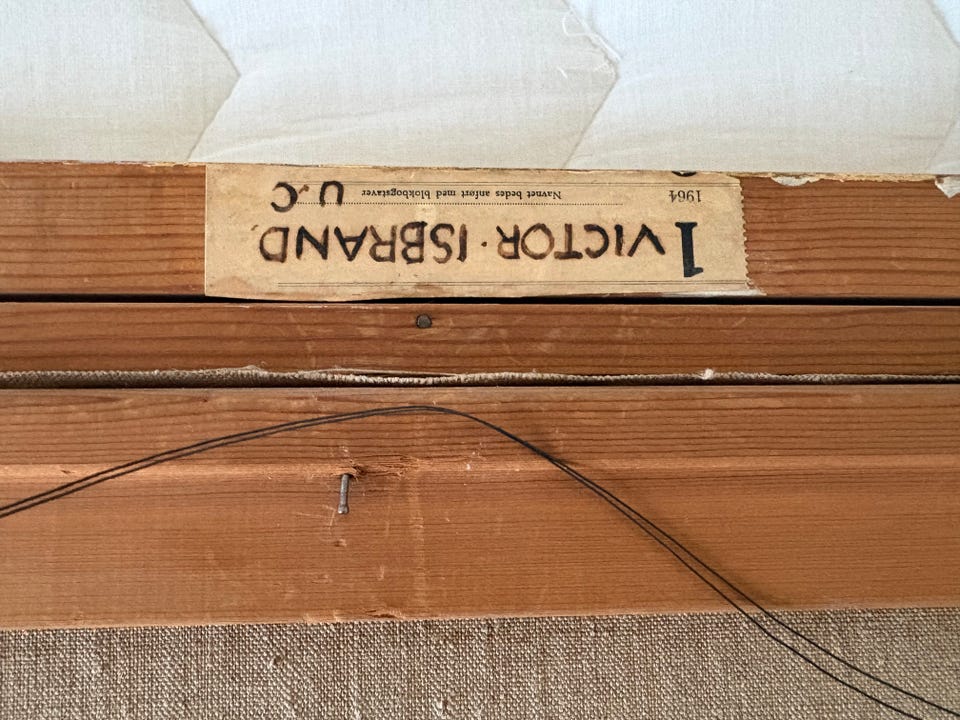 1 VICTOR·ISBRAND
1964 Navnet bedes anført med blokbogstaver U.C